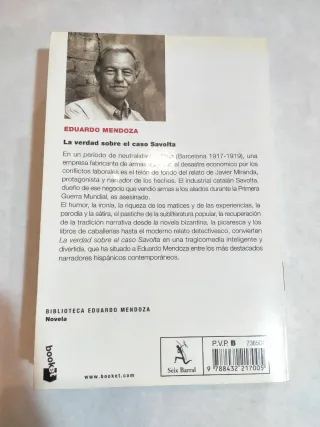 EDUARDO MENDOZA
La verdad sobre el caso Savolta
En un período de neutralidad (Barcelona 1917-1919), una
empresa fabricante de armas el desastre económico por los
conflictos laborales es el telón de fondo del relato de Javier Miranda,
protagonista y narrador de los hechos. El industrial catalán Savolta,
dueño de ese negocio que vendió armas a los aliados durante la Primera
Guerra Mundial, es asesinado.
El humor, la ironía, la riqueza de los matices y de las experiencias, la
parodia y la sátira, el pastiche de la subliteratura popular, la recuperación
de la tradición narrativa desde la novela bizantina, la picaresca y los
libros de caballerías hasta el moderno relato detectivesco, convierten
La verdad sobre el caso Savolta en una tragicomedia inteligente y
divertida, que ha situado a Eduardo Mendoza entre los más destacados
narradores hispánicos contemporáneos.
BIBLIOTECA EDUARDO MENDOZA
Novela
booket
www.booket.com
Seix Barral
P.V.P. B
9 788432 217005